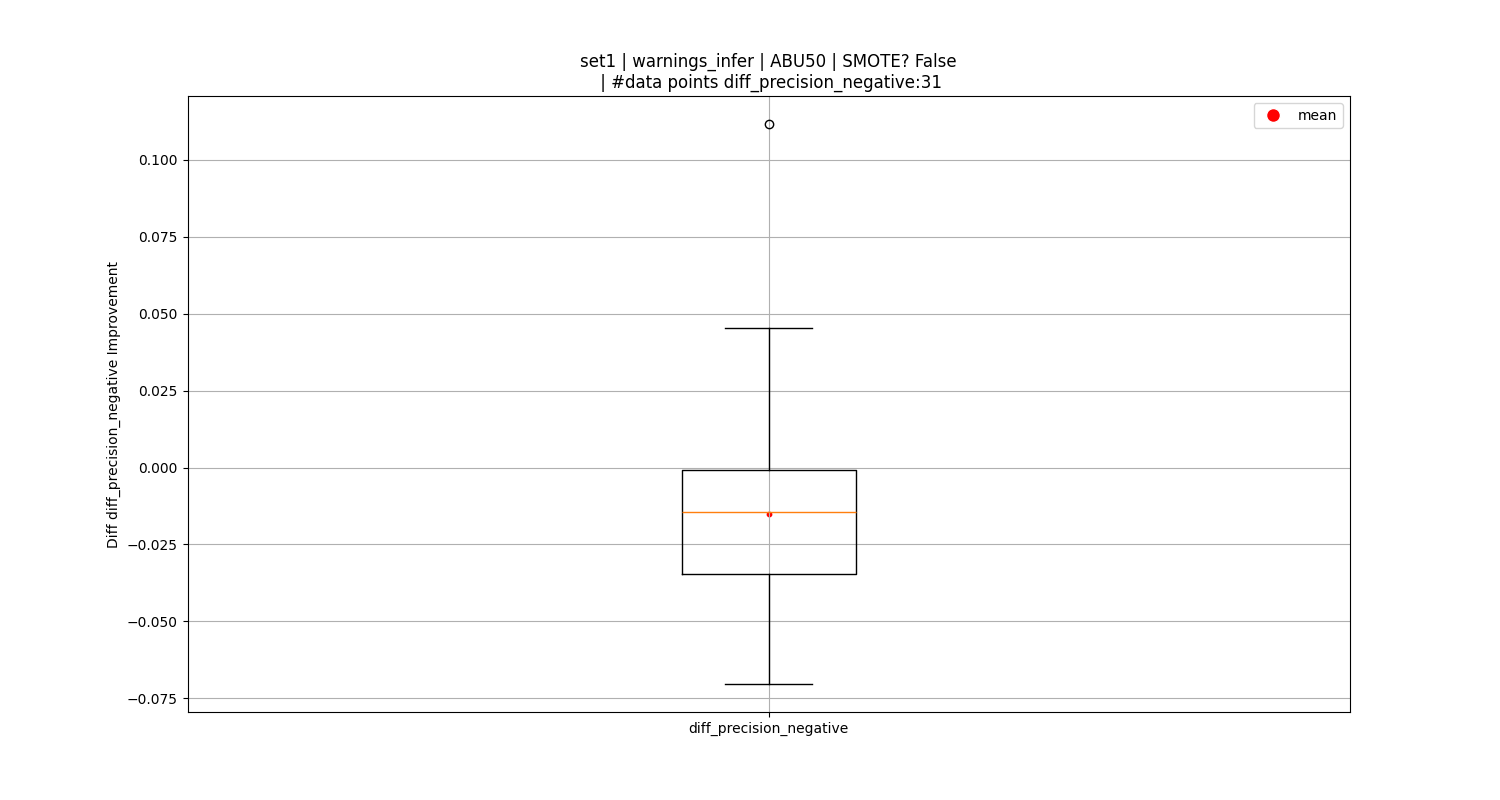 set1 | warnings_infer | ABU50 | SMOTE? False
| #data points diff_precision_negative:31
mean
0.100
0.075
0.050
0.025
0.000
−0.025
−0.050
−0.075
Diff diff_precision_negative Improvement
diff_precision_negative